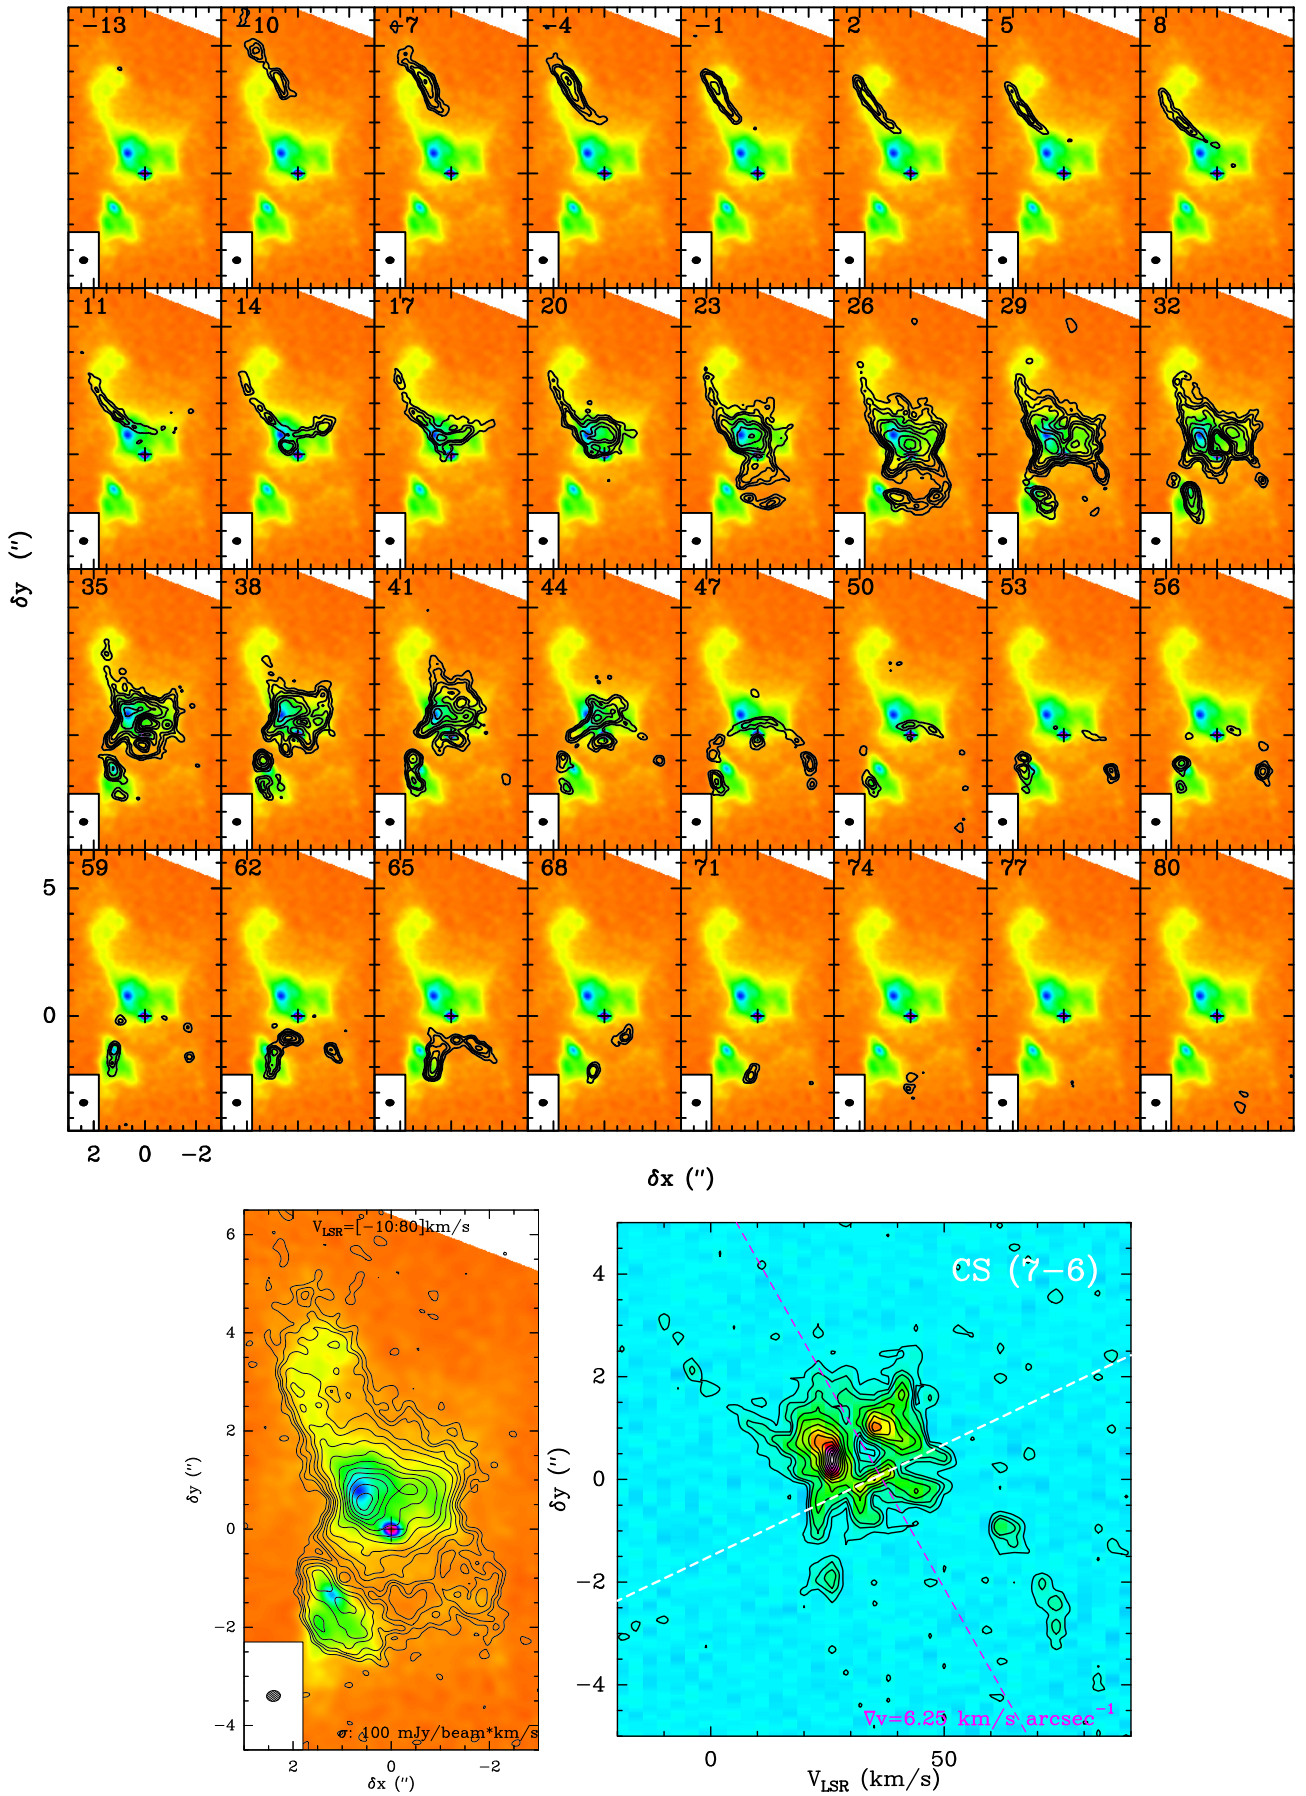 −13 −10 −7 −4 −1 2 5 8
11 14 17 20 23 26 29 32
δy (″)
35 38 41 44 47 50 53 56
59 62 65 68 71 74 77 80
5
0
2 0 −2
δx (″)
V_LSR=[−10:80]km/s
6
4
2
0
−2
−4
δy (″)
σ: 400 mJy/beam*km/s
2 0 −2
δx (″)
CS (7−6)
4
2
0
−2
−4
δy (″)
∇v=6.25 km/s arcsec⁻¹
0 50
V_LSR (km/s)